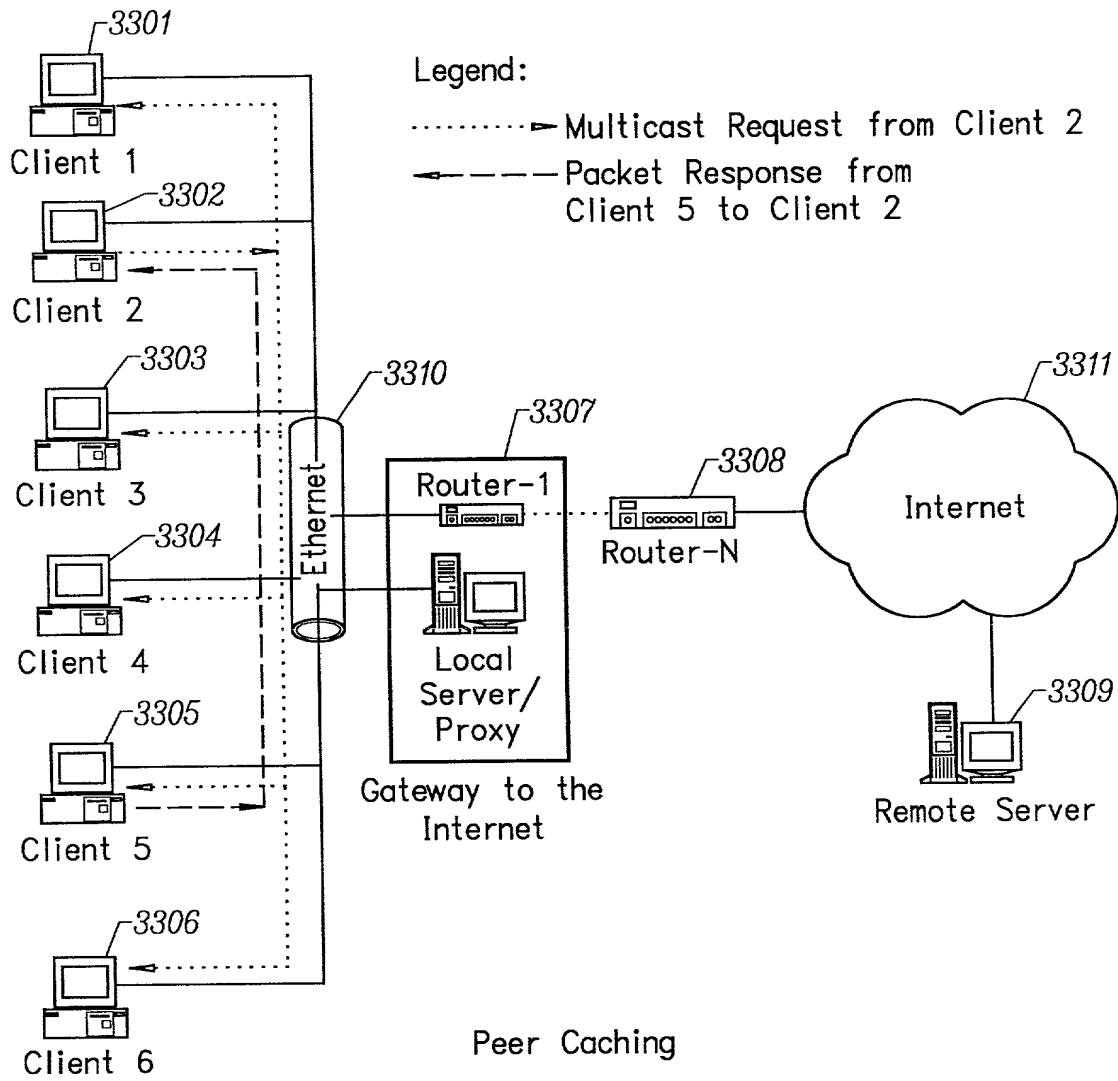 3301
Client 1
3302
Client 2
3303
Client 3
3304
Client 4
3305
Client 5
3306
Client 6
Legend:
Multicast Request from Client 2
Packet Response from
Client 5 to Client 2
3310
Ethernet
3307
Router-1
Local
Server/
Proxy
Gateway to the
Internet
3308
Router-N
3311
Internet
3309
Remote Server
Peer Caching